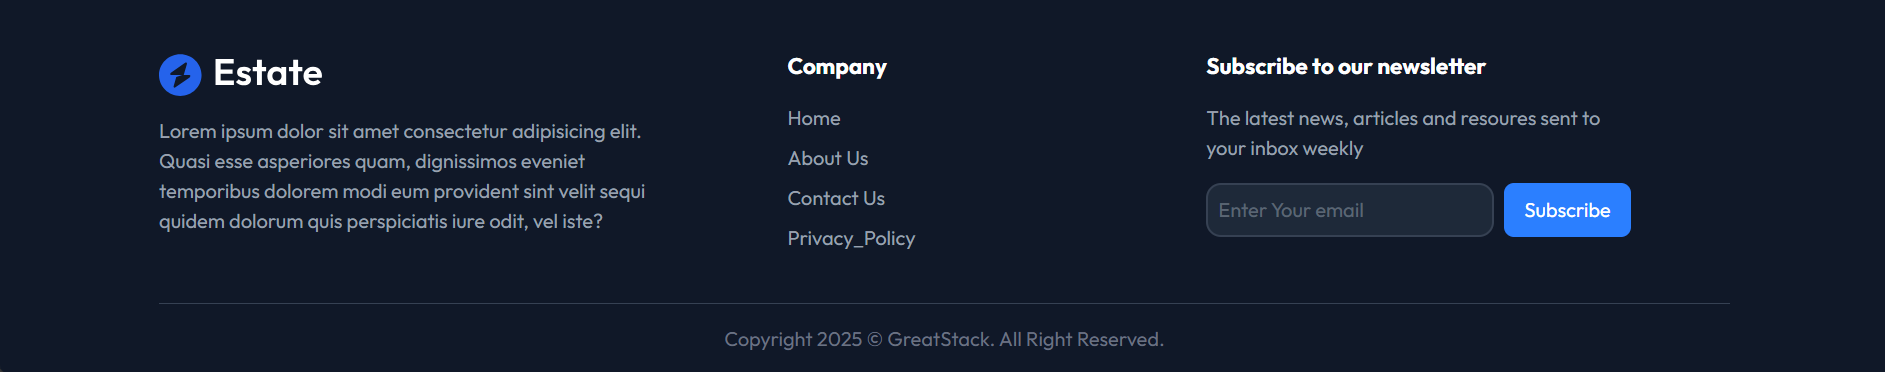 Estate
Lorem ipsum dolor sit amet consectetur adipisicing elit.
Quasi esse asperiores quam, dignissimos eveniet
temporibus dolorem modi eum provident sint velit sequi
quidem dolorum quis perspiciatis iure odit, vel iste?
Company
Home
About Us
Contact Us
Privacy_Policy
Subscribe to our newsletter
The latest news, articles and resoures sent to
your inbox weekly
Enter Your email
Subscribe
Copyright 2025 © GreatStack. All Right Reserved.